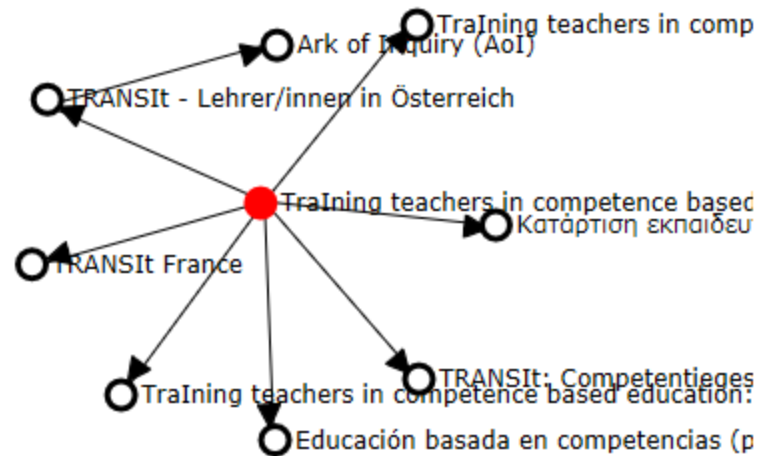 TraIning teachers in comp
Ark of Inquiry (AoI)
TRANSIt - Lehrer/innen in Österreich
TraIning teachers in competence based
Κατάρτιση εκπαιδευ
TRANSIt France
TRANSIt: Competentieges
TraIning teachers in competence based education:
Educación basada en competencias (p